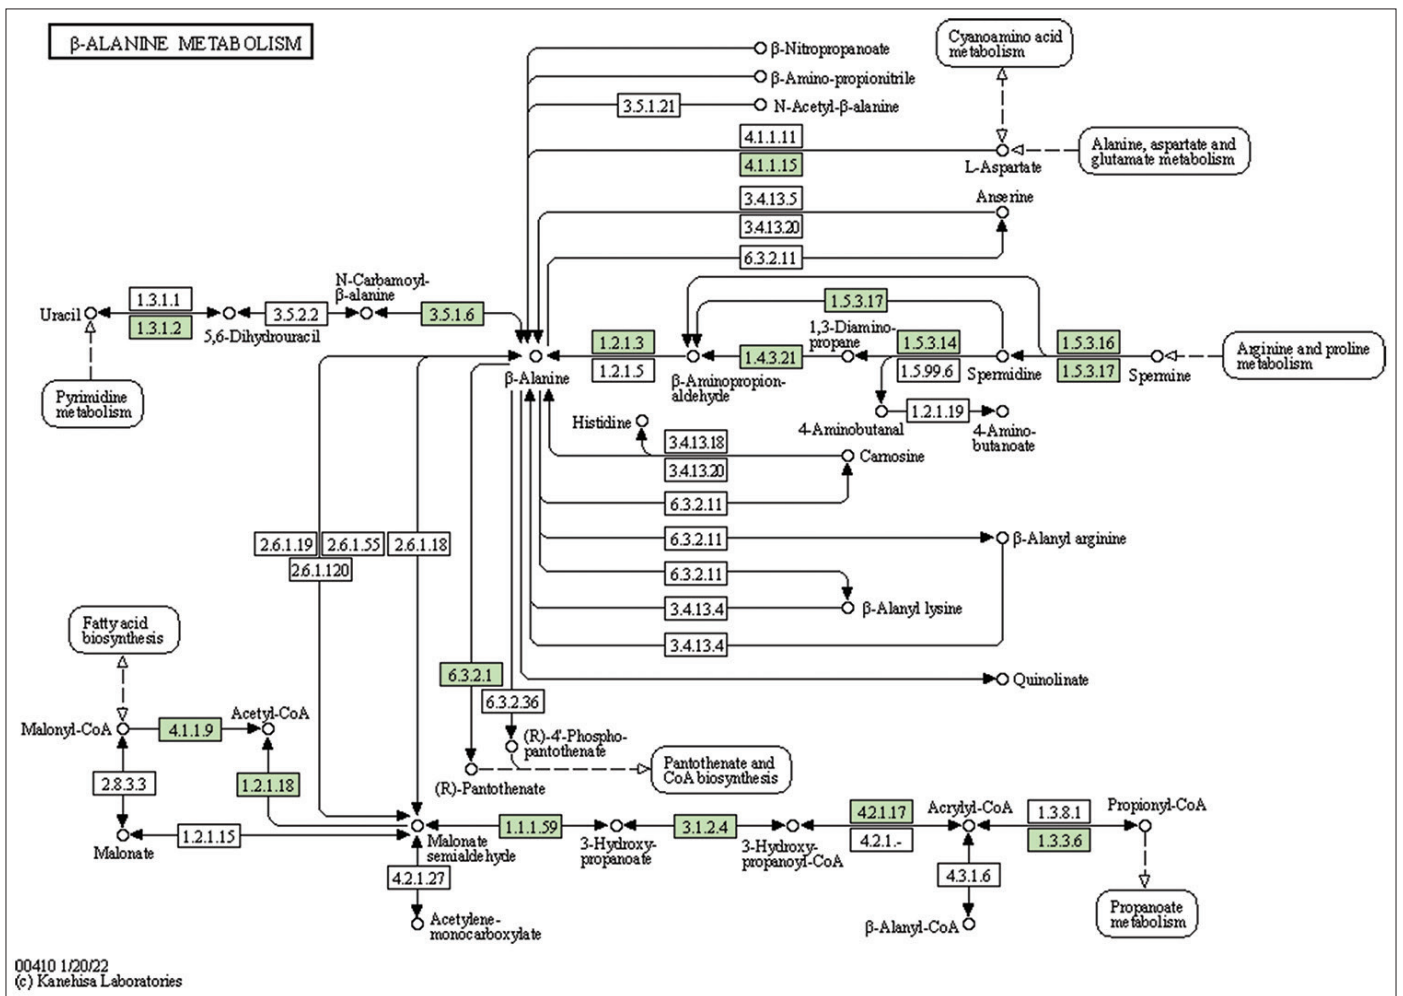 β-ALANINE METABOLISM
β-Nitropropanoate
β-Amino-propionitrile
3.5.1.21
N-Acetyl-β-alanine
Cyanoamino acid
metabolism
4.1.1.11
4.1.1.15
L-Aspartate
Alanine, aspartate and
glutamate metabolism
3.4.13.5
3.4.13.20
Anserine
6.3.2.11
Uracil
1.3.1.1
1.3.1.2
5,6-Dihydrouracil
3.5.2.2
N-Carbamoyl-
β-alanine
3.5.1.6
Pyrimidine
metabolism
β-Alanine
1.2.1.3
1.2.1.5
β-Aminopropion-
aldehyde
1.4.3.21
1,3-Diamino-
propane
1.5.3.17
1.5.3.14
1.5.99.6
Spermidine
1.5.3.16
1.5.3.17
Spermine
Arginine and proline
metabolism
4-Aminobutanal
1.2.1.19
4-Amino-
butanoate
Histidine
3.4.13.18
3.4.13.20
Carnosine
6.3.2.11
6.3.2.11
β-Alanyl arginine
6.3.2.11
3.4.13.4
β-Alanyl lysine
3.4.13.4
2.6.1.19
2.6.1.55
2.6.1.18
2.6.1.120
Quinolinate
6.3.2.1
6.3.2.36
(R)-4'-Phospho-
pantothenate
(R)-Pantothenate
Pantothenate and
CoA biosynthesis
Fatty acid
biosynthesis
Malonyl-CoA
4.1.1.9
Acetyl-CoA
2.8.3.3
1.2.1.18
Malonate
1.2.1.15
Malonate
semialdehyde
1.1.1.59
3-Hydroxy-
propanoate
3.1.2.4
3-Hydroxy-
propanoyl-CoA
4.2.1.17
4.2.1.-
Acrylyl-CoA
1.3.8.1
1.3.3.6
Propionyl-CoA
4.2.1.27
Acetylene-
monocarboxylate
4.3.1.6
β-Alanyl-CoA
Propanoate
metabolism
00410 1/20/22
(c) Kanehisa Laboratories